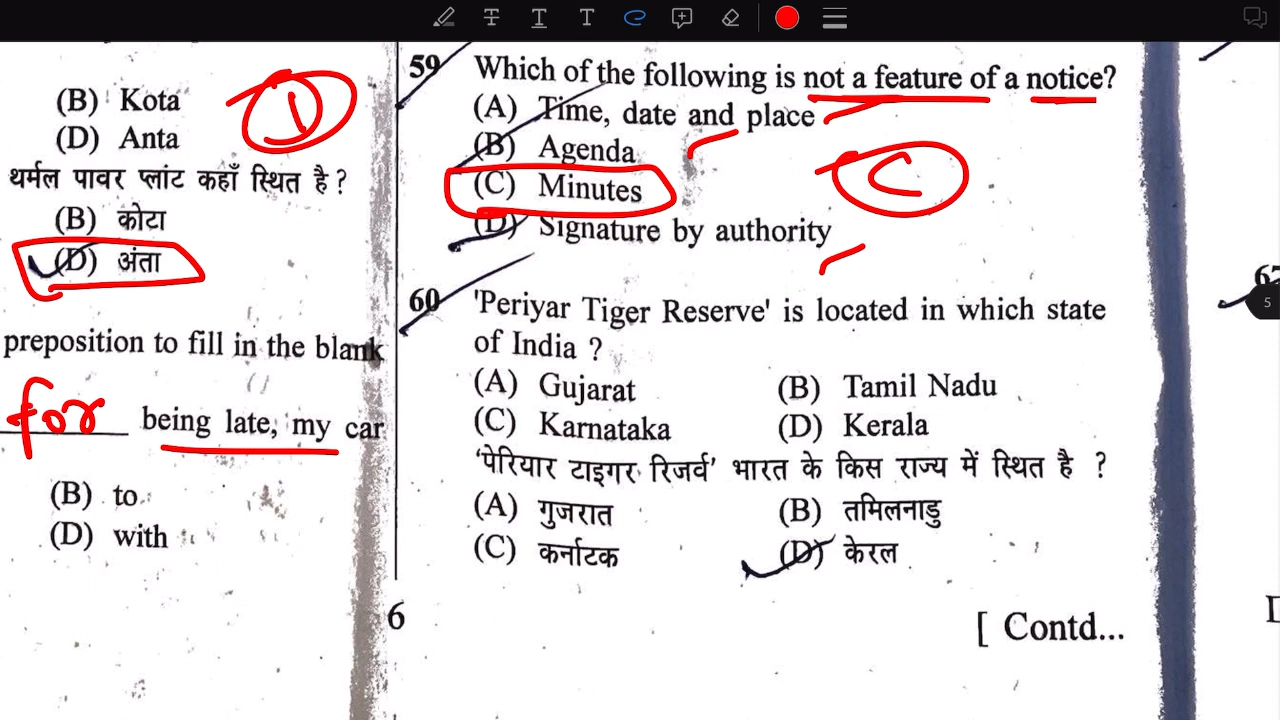 (B) Kota
(D) Anta
थर्मल पावर प्लांट कहाँ स्थित है ?
(B) कोटा
(D) अंता
preposition to fill in the blank
for being late, my car
(B) to
(D) with
59 Which of the following is not a feature of a notice?
(A) Time, date and place
(B) Agenda
(C) Minutes
C
(D) Signature by authority
60 'Periyar Tiger Reserve' is located in which state
of India ?
(A) Gujarat (B) Tamil Nadu
(C) Karnataka (D) Kerala
'पेरियार टाइगर रिजर्व' भारत के किस राज्य में स्थित है ?
(A) गुजरात (B) तमिलनाडु
(C) कर्नाटक (D) केरल
6
[ Contd...
5